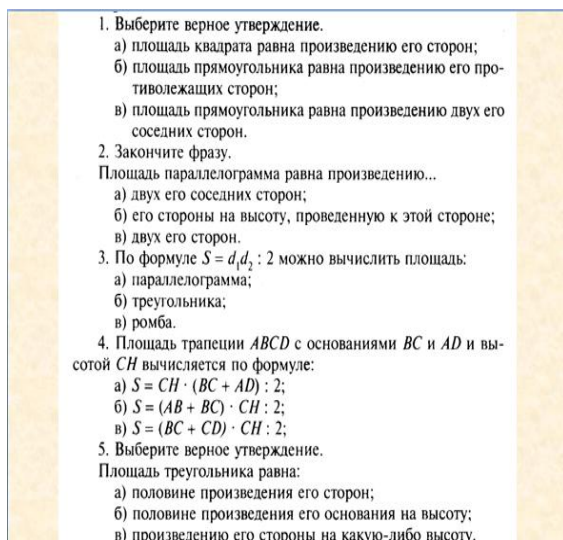 1. Выберите верное утверждение.
а) площадь квадрата равна произведению его сторон;
б) площадь прямоугольника равна произведению его про-
тиволежащих сторон;
в) площадь прямоугольника равна произведению двух его
соседних сторон.
2. Закончите фразу.
Площадь параллелограмма равна произведению...
а) двух его соседних сторон;
б) его стороны на высоту, проведенную к этой стороне;
в) двух его сторон.
3. По формуле S = d₁d₂ : 2 можно вычислить площадь:
а) параллелограмма;
б) треугольника;
в) ромба.
4. Площадь трапеции ABCD с основаниями BC и AD и вы-
сотой CH вычисляется по формуле:
а) S = CH · (BC + AD) : 2;
б) S = (AB + BC) · CH : 2;
в) S = (BC + CD) · CH : 2;
5. Выберите верное утверждение.
Площадь треугольника равна:
а) половине произведения его сторон;
б) половине произведения его основания на высоту;
в) произведению его стороны на какую-либо высоту.